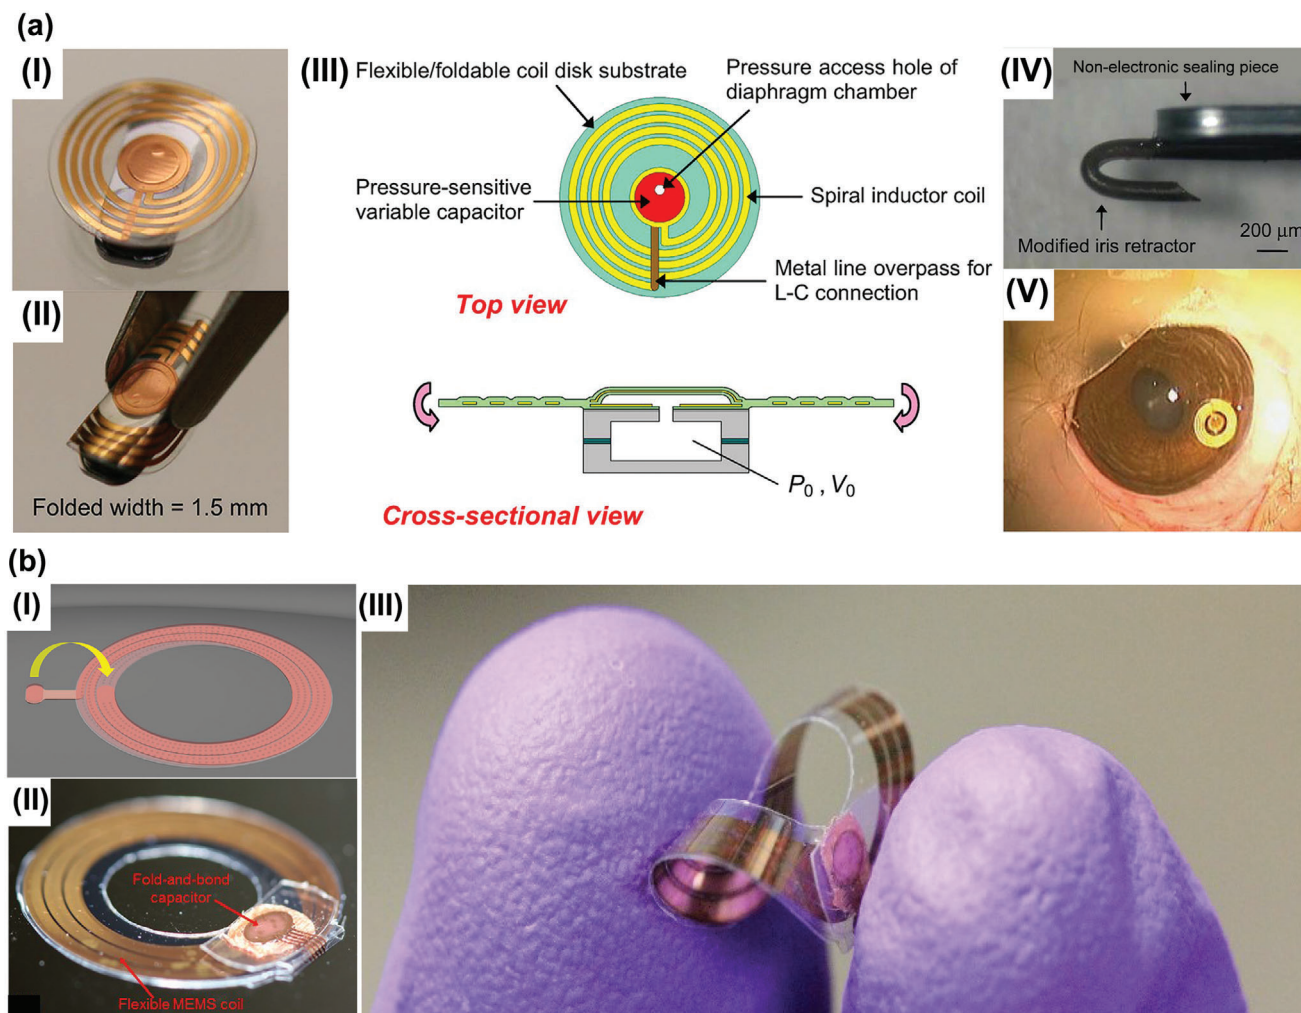 (a)
(I)
(II)
Folded width = 1.5 mm
(III)
Flexible/foldable coil disk substrate
Pressure access hole of
diaphragm chamber
Pressure-sensitive
variable capacitor
Spiral inductor coil
Metal line overpass for
L-C connection
Top view
P0 , V0
Cross-sectional view
(IV)
Non-electronic sealing piece
Modified iris retractor
200 μm
(V)
(b)
(I)
(II)
Fold-and-bond
capacitor
Flexible MEMS coil
(III)